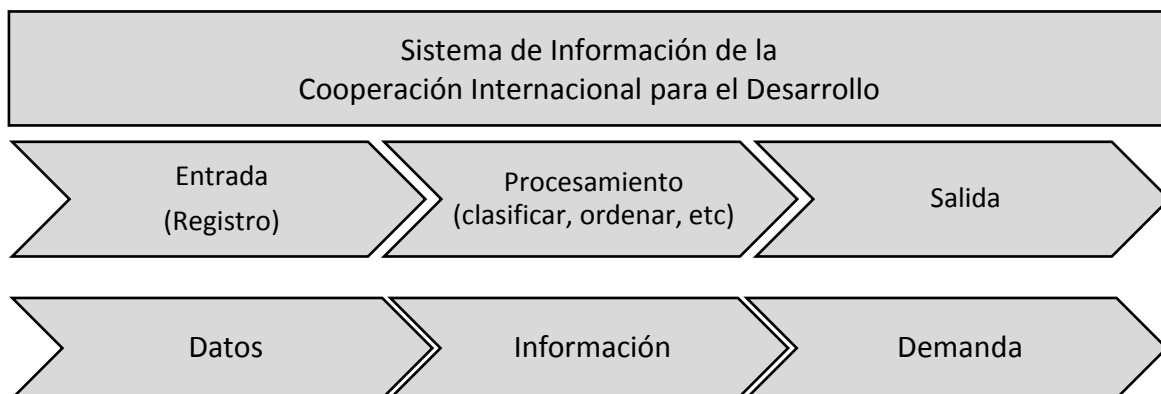 Sistema de Información de la
Cooperación Internacional para el Desarrollo
Entrada
(Registro)
Procesamiento
(clasificar, ordenar, etc)
Salida
Datos
Información
Demanda